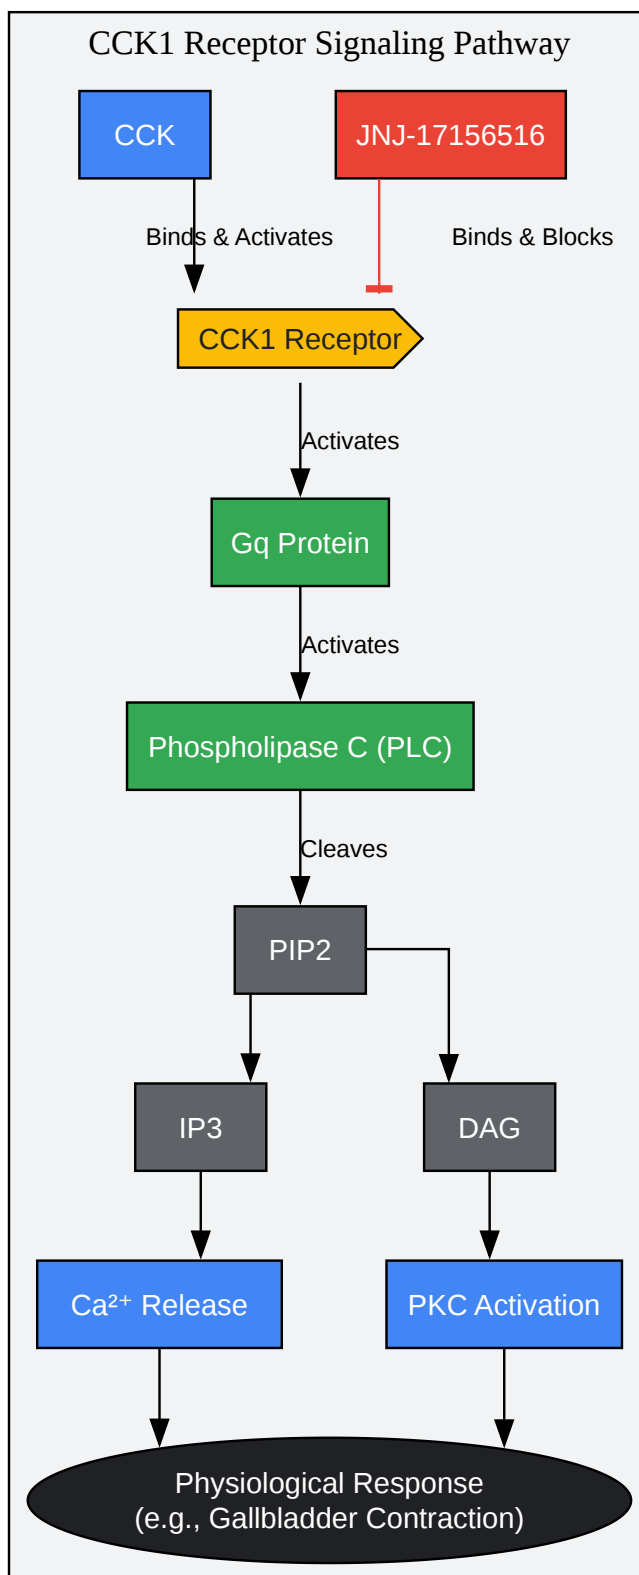 CCK1 Receptor Signaling Pathway
CCK
JNJ-17156516
Binds & Activates
Binds & Blocks
CCK1 Receptor
Activates
Gq Protein
Activates
Phospholipase C (PLC)
Cleaves
PIP2
IP3
DAG
Ca²⁺ Release
PKC Activation
Physiological Response
(e.g., Gallbladder Contraction)